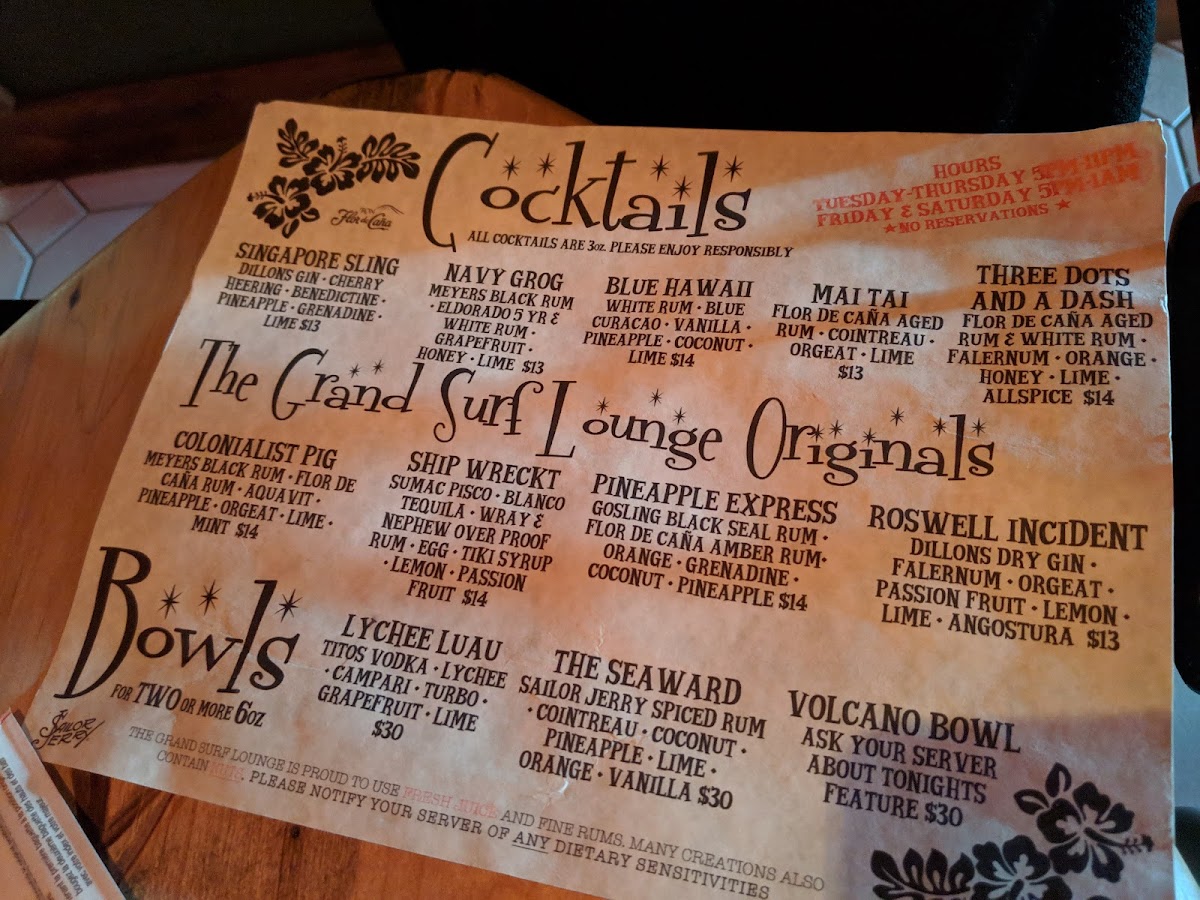 Cocktails
HOURS
TUESDAY-THURSDAY 5PM-11PM
FRIDAY & SATURDAY 5PM-1AM
★NO RESERVATIONS★
Flor de Caña
ALL COCKTAILS ARE 3oz. PLEASE ENJOY RESPONSIBLY
SINGAPORE SLING
DILLONS GIN · CHERRY
HEERING · BENEDICTINE ·
PINEAPPLE · GRENADINE ·
LIME $13
NAVY GROG
MEYERS BLACK RUM
· ELDORADO 5 YR &
WHITE RUM ·
GRAPEFRUIT ·
HONEY · LIME $13
BLUE HAWAII
WHITE RUM · BLUE
CURACAO · VANILLA ·
PINEAPPLE · COCONUT ·
LIME $14
MAI TAI
FLOR DE CAÑA AGED
RUM · COINTREAU ·
ORGEAT · LIME
$13
THREE DOTS
AND A DASH
FLOR DE CAÑA AGED
RUM & WHITE RUM ·
FALERNUM · ORANGE ·
HONEY · LIME ·
ALLSPICE $14
The Grand Surf Lounge Originals
COLONIALIST PIG
MEYERS BLACK RUM · FLOR DE
CAÑA RUM · AQUAVIT ·
PINEAPPLE · ORGEAT · LIME ·
MINT $14
SHIP WRECKT
SUMAC PISCO · BLANCO
TEQUILA · WRAY &
NEPHEW OVER PROOF
RUM · EGG · TIKI SYRUP
· LEMON · PASSION
FRUIT $14
PINEAPPLE EXPRESS
GOSLING BLACK SEAL RUM ·
FLOR DE CAÑA AMBER RUM·
ORANGE · GRENADINE ·
COCONUT · PINEAPPLE $14
ROSWELL INCIDENT
DILLONS DRY GIN ·
FALERNUM · ORGEAT ·
PASSION FRUIT · LEMON ·
LIME · ANGOSTURA $13
Bowls
FOR TWO OR MORE 6OZ
SAILOR
JERRY
LYCHEE LUAU
TITOS VODKA · LYCHEE
· CAMPARI · TURBO ·
GRAPEFRUIT · LIME
$30
THE SEAWARD
SAILOR JERRY SPICED RUM
· COINTREAU · COCONUT ·
PINEAPPLE · LIME ·
ORANGE · VANILLA $30
VOLCANO BOWL
ASK YOUR SERVER
ABOUT TONIGHTS
FEATURE $30
THE GRAND SURF LOUNGE IS PROUD TO USE FRESH JUICE AND FINE RUMS. MANY CREATIONS ALSO
CONTAIN NUTS. PLEASE NOTIFY YOUR SERVER OF ANY DIETARY SENSITIVITIES